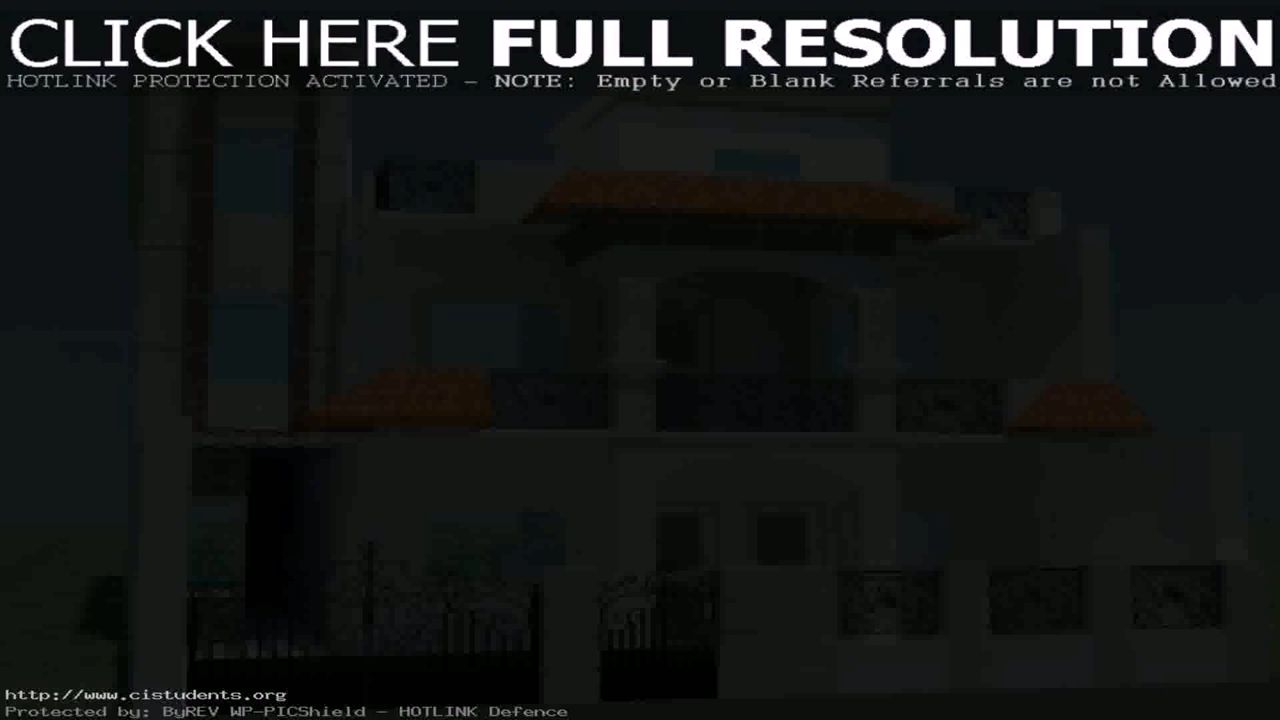 CLICK HERE FULL RESOLUTION
HOTLINK PROTECTION ACTIVATED – NOTE: Empty or Blank Referrals are not Allowed
http://www.cistudents.org
Protected by: ByREV WP-PICShield – HOTLINK Defence